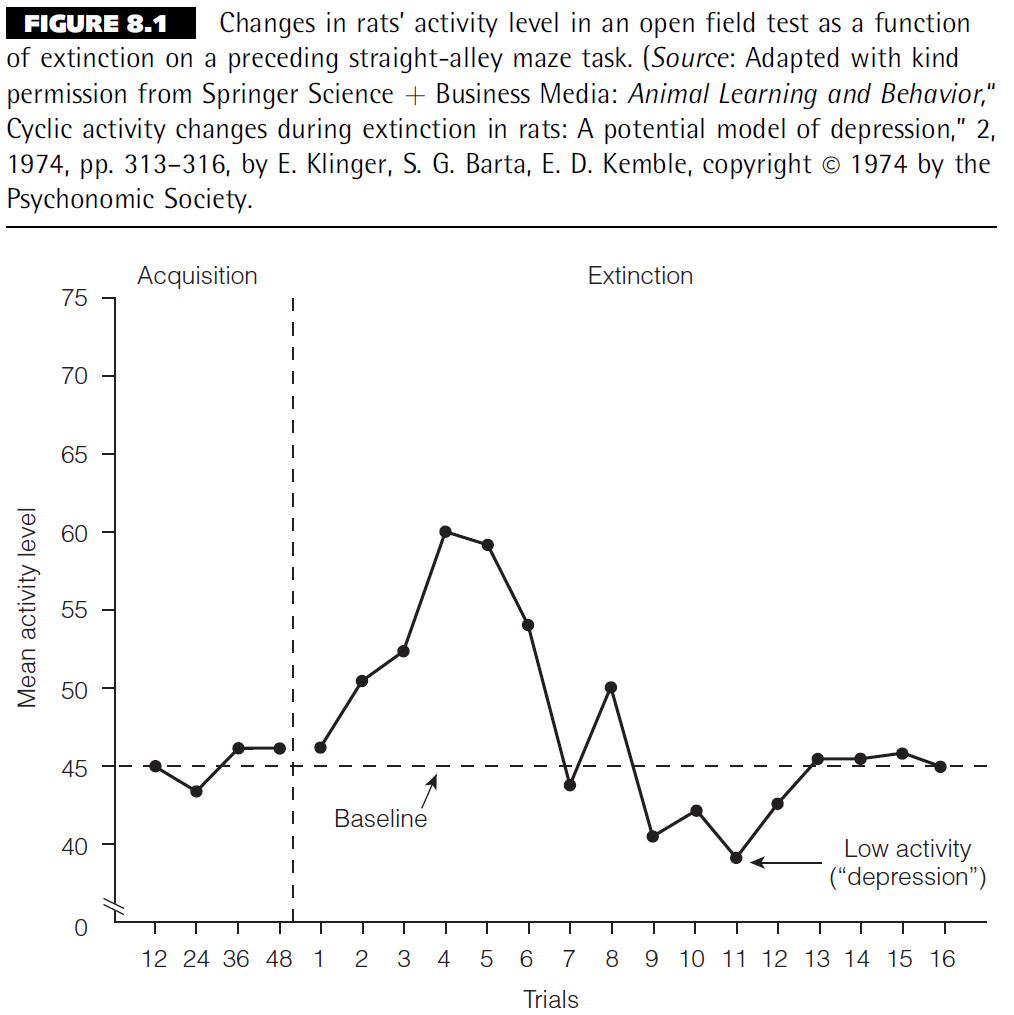 FIGURE 8.1 Changes in rats' activity level in an open field test as a function
of extinction on a preceding straight-alley maze task. (Source: Adapted with kind
permission from Springer Science + Business Media: Animal Learning and Behavior,“
Cyclic activity changes during extinction in rats: A potential model of depression,” 2,
1974, pp. 313–316, by E. Klinger, S. G. Barta, E. D. Kemble, copyright © 1974 by the
Psychonomic Society.
Acquisition
Extinction
75
70
65
60
55
50
45
40
0
Mean activity level
Baseline
Low activity
(“depression”)
12 24 36 48 1 2 3 4 5 6 7 8 9 10 11 12 13 14 15 16
Trials